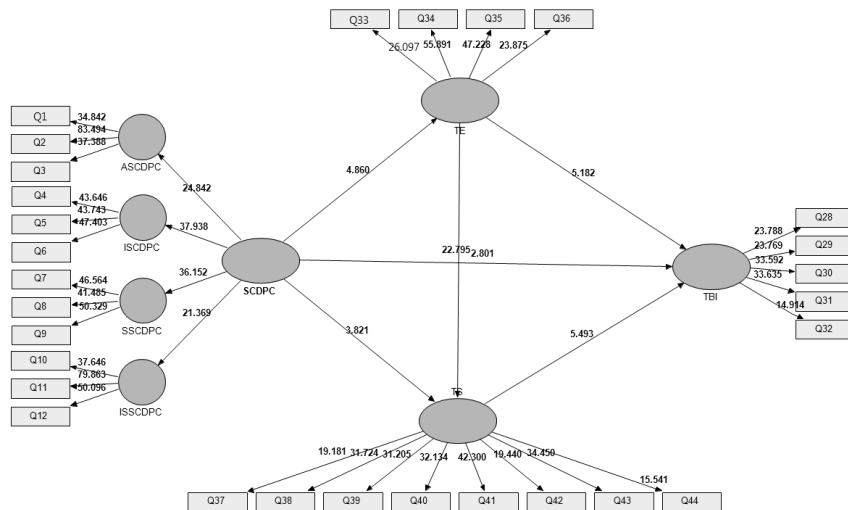 Q33
Q34
Q35
Q36
26.097
55.891
47.228
23.875
TE
Q1
Q2
Q3
34.842
83.494
37.388
ASCDPC
Q4
Q5
Q6
43.646
43.743
47.403
ISCDPC
Q7
Q8
Q9
46.564
41.485
50.329
SSCDPC
Q10
Q11
Q12
37.646
79.863
50.096
ISSCDPC
24.842
37.938
36.152
21.369
SCDPC
4.860
5.182
22.795
2.801
3.821
5.493
TBI
23.788
23.769
33.592
33.635
14.914
Q28
Q29
Q30
Q31
Q32
TS
19.181
31.724
31.205
32.134
42.300
19.440
34.450
15.541
Q37
Q38
Q39
Q40
Q41
Q42
Q43
Q44